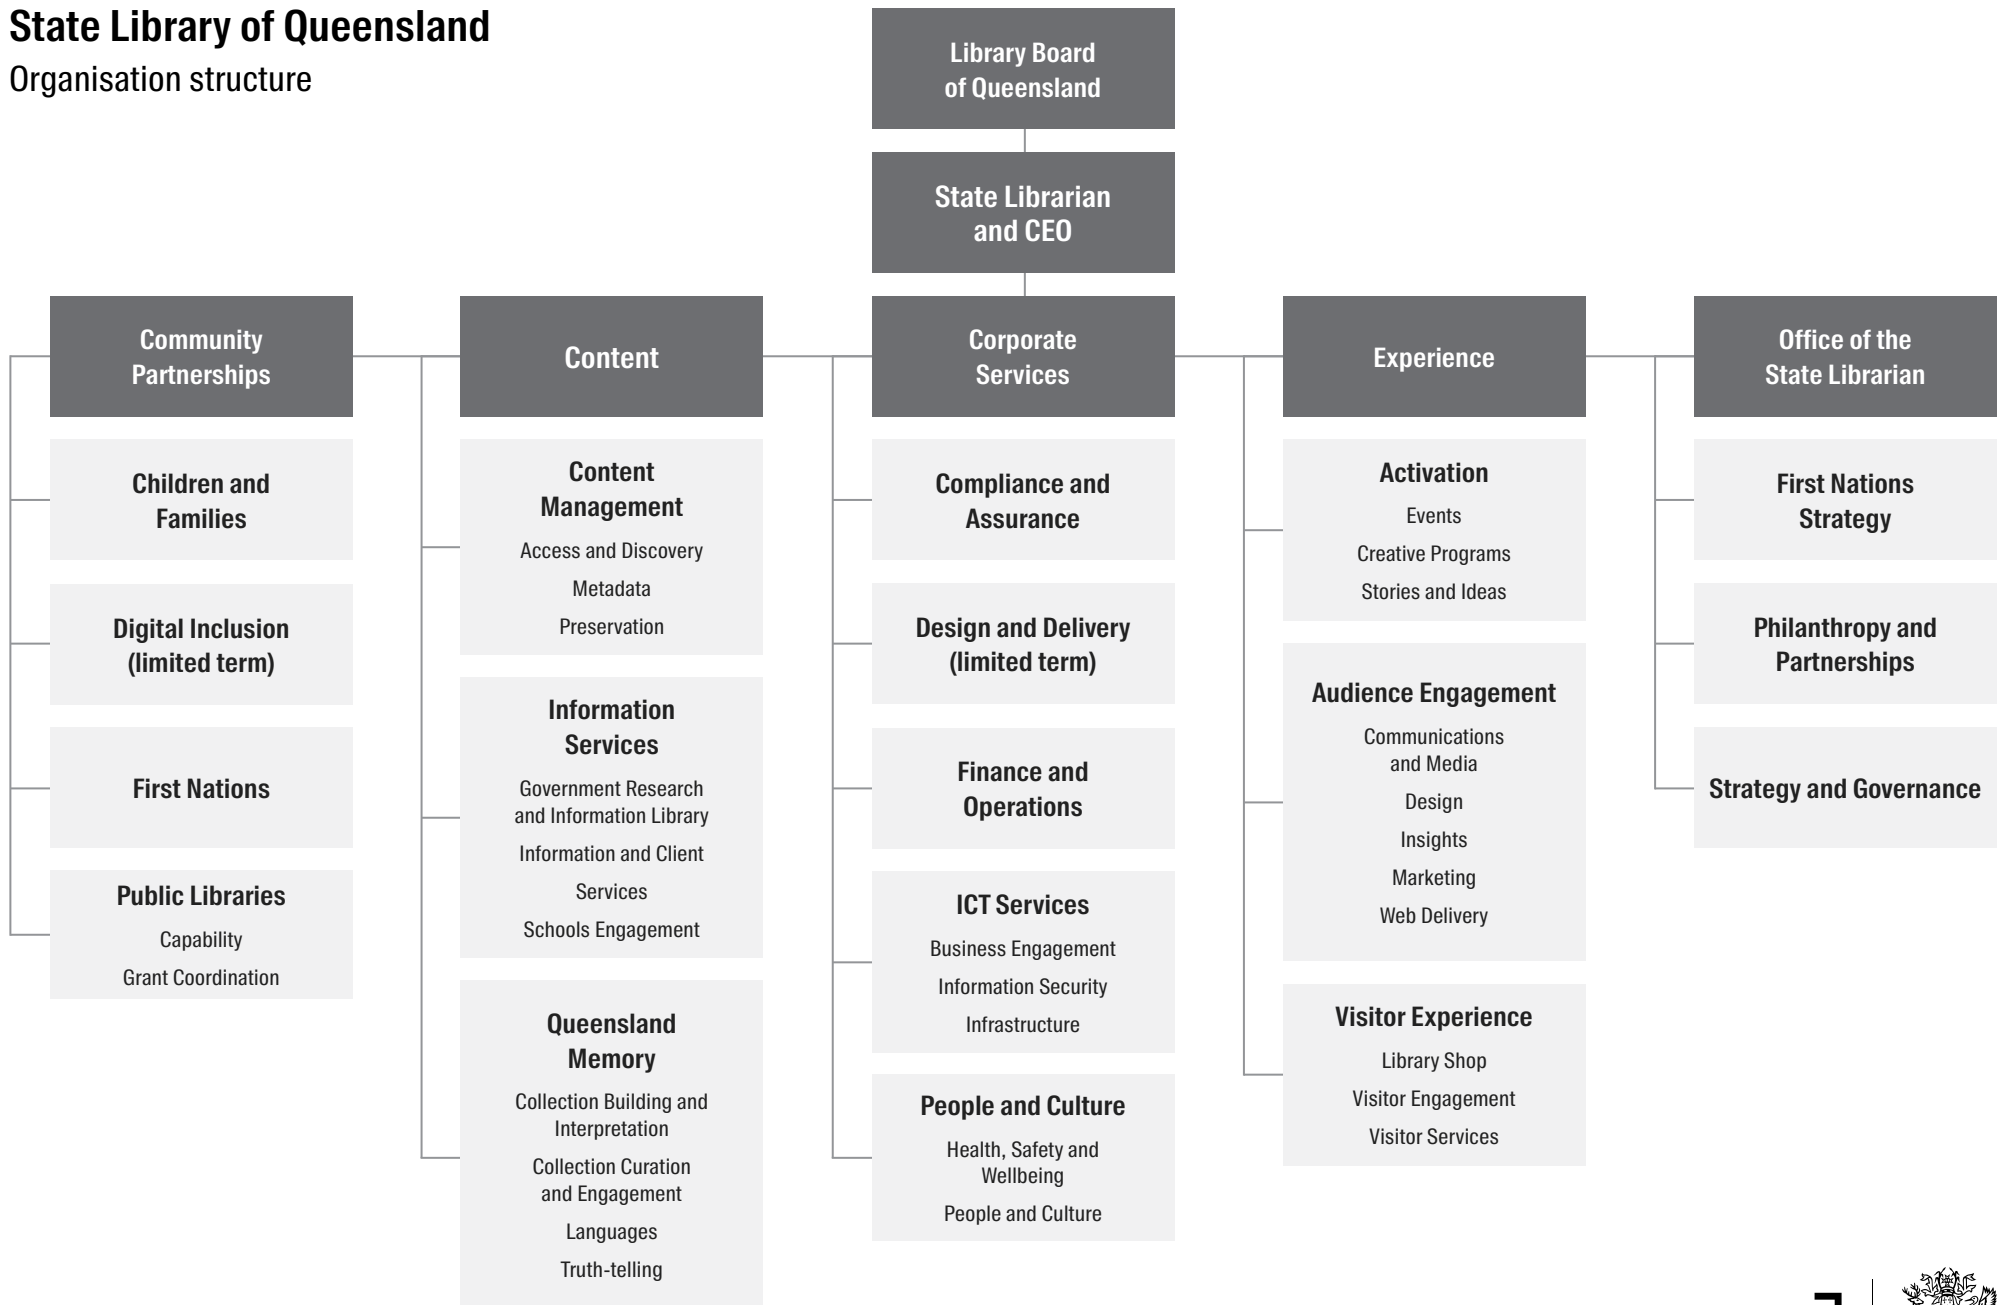 State Library of Queensland
Organisation structure
Library Board
of Queensland
State Librarian
and CEO
Community
Partnerships
Children and
Families
Digital Inclusion
(limited term)
First Nations
Public Libraries
Capability
Grant Coordination
Content
Content
Management
Access and Discovery
Metadata
Preservation
Information
Services
Government Research
and Information Library
Information and Client
Services
Schools Engagement
Queensland
Memory
Collection Building and
Interpretation
Collection Curation
and Engagement
Languages
Truth-telling
Corporate
Services
Compliance and
Assurance
Design and Delivery
(limited term)
Finance and
Operations
ICT Services
Business Engagement
Information Security
Infrastructure
People and Culture
Health, Safety and
Wellbeing
People and Culture
Experience
Activation
Events
Creative Programs
Stories and Ideas
Audience Engagement
Communications
and Media
Design
Insights
Marketing
Web Delivery
Visitor Experience
Library Shop
Visitor Engagement
Visitor Services
Office of the
State Librarian
First Nations
Strategy
Philanthropy and
Partnerships
Strategy and Governance